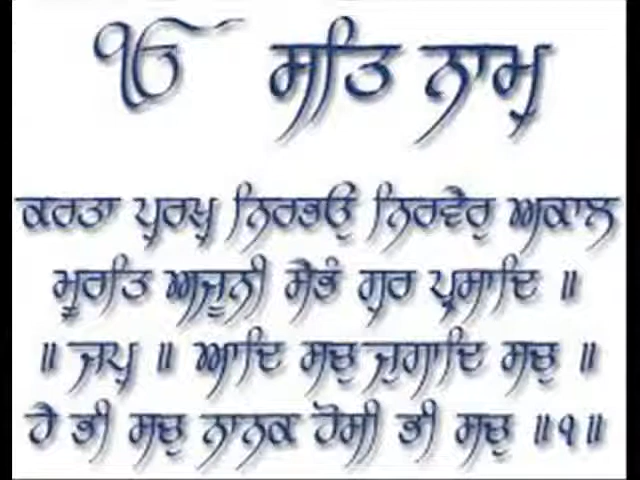 ੴ ਸਤਿ ਨਾਮੁ
ਕਰਤਾ ਪੁਰਖੁ ਨਿਰਭਉ ਨਿਰਵੈਰੁ ਅਕਾਲ
ਮੂਰਤਿ ਅਜੂਨੀ ਸੈਭੰ ਗੁਰ ਪ੍ਰਸਾਦਿ ॥
॥ ਜਪੁ ॥ ਆਦਿ ਸਚੁ ਜੁਗਾਦਿ ਸਚੁ ॥
ਹੈ ਭੀ ਸਚੁ ਨਾਨਕ ਹੋਸੀ ਭੀ ਸਚੁ ॥੧॥